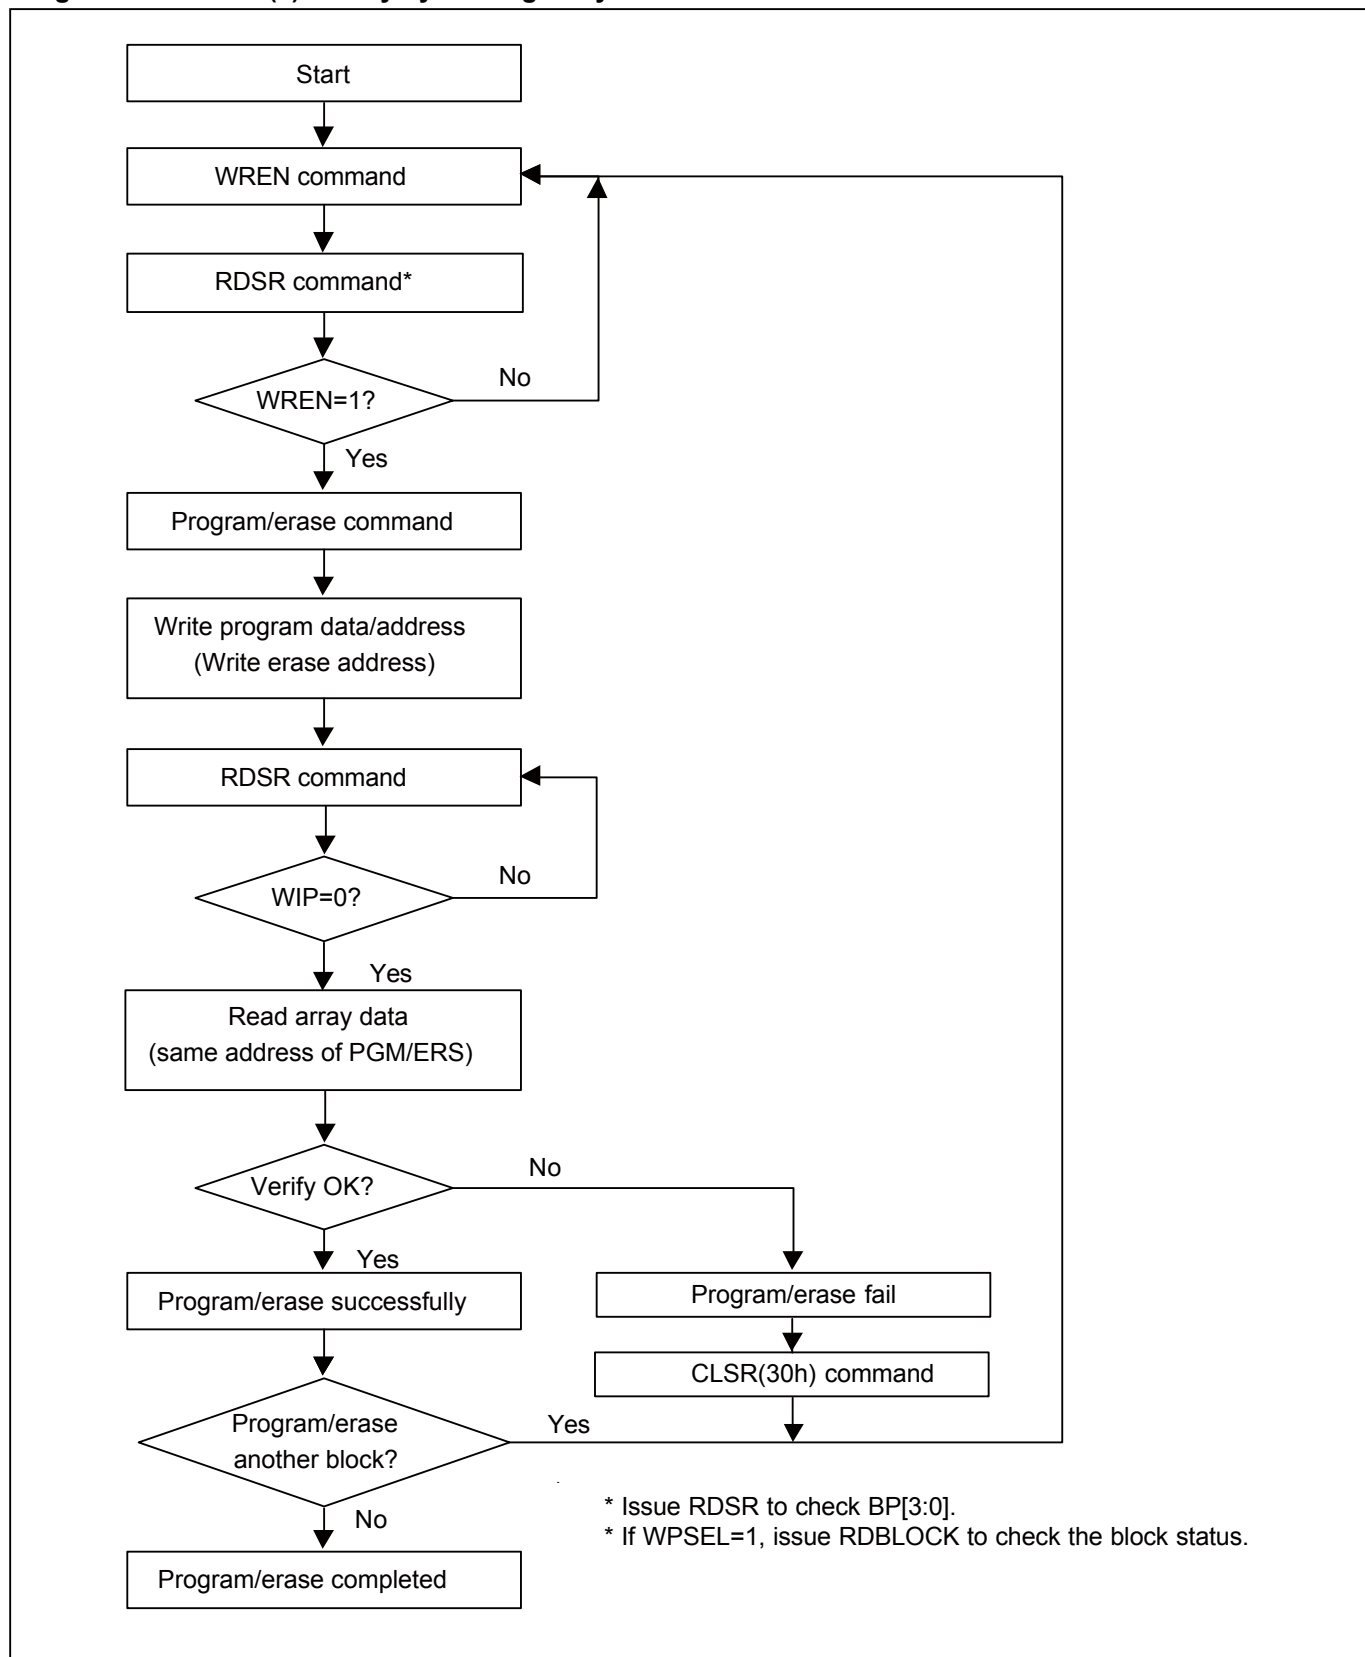 Start
WREN command
RDSR command*
WREN=1?
No
Yes
Program/erase command
Write program data/address
(Write erase address)
RDSR command
WIP=0?
No
Yes
Read array data
(same address of PGM/ERS)
Verify OK?
No
Yes
Program/erase successfully
Program/erase fail
CLSR(30h) command
Program/erase
another block?
Yes
No
* Issue RDSR to check BP[3:0].
* If WPSEL=1, issue RDBLOCK to check the block status.
Program/erase completed